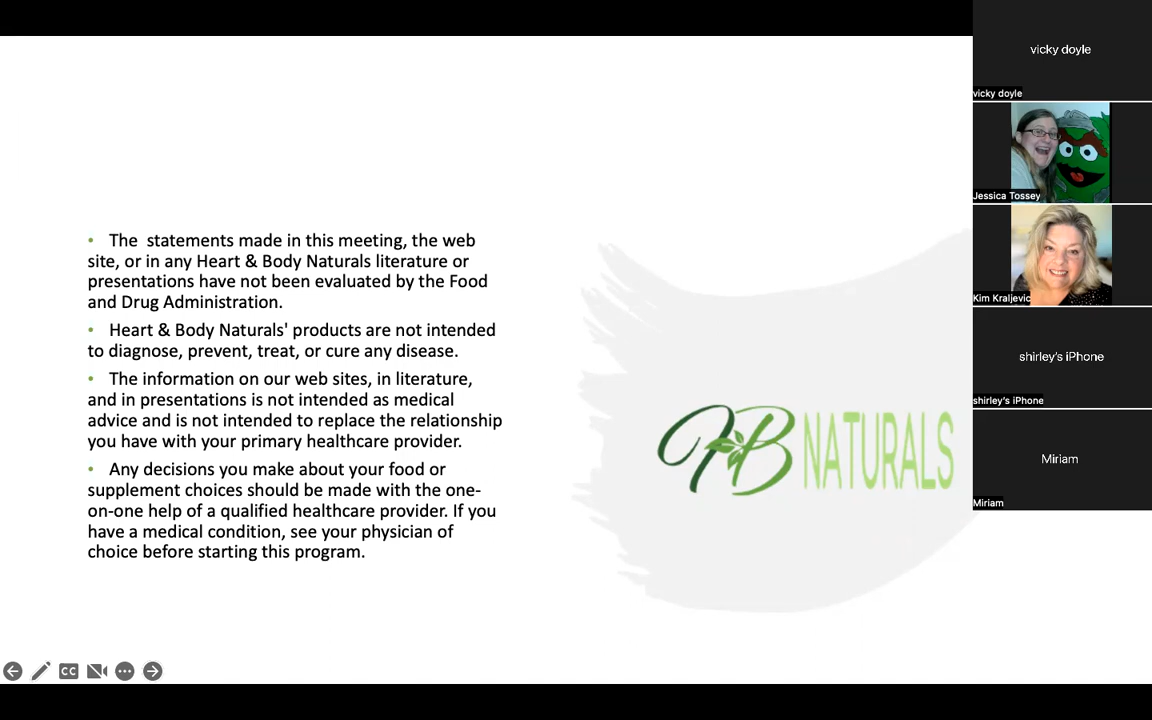 • The  statements made in this meeting, the web
site, or in any Heart & Body Naturals literature or
presentations have not been evaluated by the Food
and Drug Administration.
• Heart & Body Naturals' products are not intended
to diagnose, prevent, treat, or cure any disease.
• The information on our web sites, in literature,
and in presentations is not intended as medical
advice and is not intended to replace the relationship
you have with your primary healthcare provider.
• Any decisions you make about your food or
supplement choices should be made with the one-
on-one help of a qualified healthcare provider. If you
have a medical condition, see your physician of
choice before starting this program.
HB NATURALS
vicky doyle
vicky doyle
Jessica Tossey
Kim Kraljevic
shirley's iPhone
shirley's iPhone
Miriam
Miriam
CC